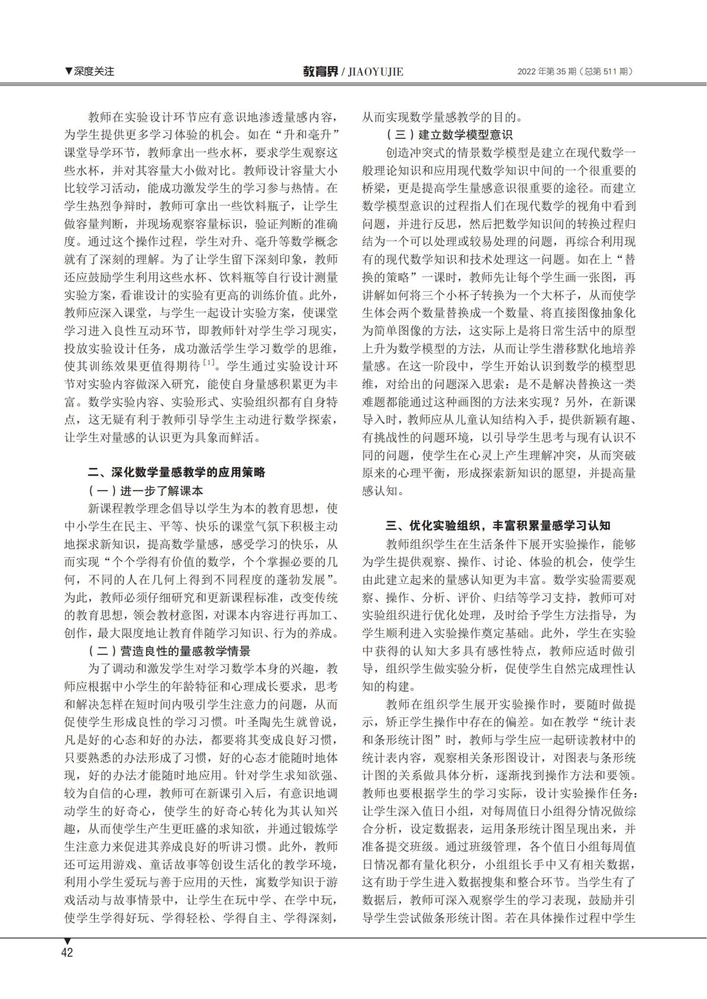 ▼深度关注
教育界 / JIAOYUJIE
2022 年第 35 期（总第 511 期）
教师在实验设计环节应有意识地渗透量感内容，
为学生提供更多学习体验的机会。如在“升和毫升”
课堂导学环节，教师拿出一些水杯，要求学生观察这
些水杯，并对其容量大小做对比。教师设计容量大小
比较学习活动，能成功激发学生的学习参与热情。在
学生热烈争辩时，教师可拿出一些饮料瓶子，让学生
做容量判断，并现场观察容量标识，验证判断的准确
度。通过这个操作过程，学生对升、毫升等数学概念
就有了深刻的理解。为了让学生留下深刻印象，教师
还应鼓励学生利用这些水杯、饮料瓶等自行设计测量
实验方案，看谁设计的实验有更高的训练价值。此外，
教师应深入课堂，与学生一起设计实验方案，使课堂
学习进入良性互动环节，即教师针对学生学习现实，
投放实验设计任务，成功激活学生学习数学的思维，
使其训练效果更值得期待[1]。学生通过实验设计环
节对实验内容做深入研究，能使自身量感积累更为丰
富。数学实验内容、实验形式、实验组织都有自身特
点，这无疑有利于教师引导学生主动进行数学探索，
让学生对量感的认识更为具象而鲜活。
二、深化数学量感教学的应用策略
（一）进一步了解课本
新课程教学理念倡导以学生为本的教育思想，使
中小学生在民主、平等、快乐的课堂气氛下积极主动
地探求新知识，提高数学量感，感受学习的快乐，从
而实现“个个学得有价值的数学，个个掌握必要的几
何，不同的人在几何上得到不同程度的蓬勃发展”。
为此，教师必须仔细研究和更新课程标准，改变传统
的教育思想，领会教材意图，对课本内容进行再加工、
创作，最大限度地让教育伴随学习知识、行为的养成。
（二）营造良性的量感教学情景
为了调动和激发学生对学习数学本身的兴趣，教
师应根据中小学生的年龄特征和心理成长要求，思考
和解决怎样在短时间内吸引学生注意力的问题，从而
促使学生形成良性的学习习惯。叶圣陶先生就曾说，
凡是好的心态和好的办法，都要将其变成良好习惯，
只要熟悉的办法形成了习惯，好的心态才能随时地体
现，好的办法才能随时地应用。针对学生求知欲强、
较为自信的心理，教师可在新课引入后，有意识地调
动学生的好奇心，使学生的好奇心转化为其认知兴
趣，从而使学生产生更旺盛的求知欲，并通过锻炼学
生注意力来促进其养成良好的听讲习惯。此外，教师
还可运用游戏、童话故事等创设生活化的教学环境，
利用小学生爱玩与善于应用的天性，寓数学知识于游
戏活动与故事情景中，让学生在玩中学、在学中玩，
使学生学得好玩、学得轻松、学得自主、学得深刻，
从而实现数学量感教学的目的。
（三）建立数学模型意识
创造冲突式的情景数学模型是建立在现代数学一
般理论知识和应用现代数学知识中间的一个很重要的
桥梁，更是提高学生量感意识很重要的途径。而建立
数学模型意识的过程指人们在现代数学的视角中看到
问题，并进行反思，然后把数学知识间的转换过程归
结为一个可以处理或较易处理的问题，再综合利用现
有的现代数学知识和技术处理这一问题。如在上“替
换的策略”一课时，教师先让每个学生画一张图，再
讲解如何将三个小杯子转换为一个大杯子，从而使学
生体会两个数量替换成一个数量、将直接图像抽象化
为简单图像的方法，这实际上是将日常生活中的原型
上升为数学模型的方法，从而让学生潜移默化地培养
量感。在这一阶段中，学生开始认识到数学的模型思
维，对给出的问题深入思索：是不是解决替换这一类
难题都能通过这种画图的方法来实现？另外，在新课
导入时，教师应从儿童认知结构入手，提供新颖有趣、
有挑战性的问题环境，以引导学生思考与现有认识不
同的问题，使学生在心灵上产生理解冲突，从而突破
原来的心理平衡，形成探索新知识的愿望，并提高量
感认知。
三、优化实验组织，丰富积累量感学习认知
教师组织学生在生活条件下展开实验操作，能够
为学生提供观察、操作、讨论、体验的机会，使学生
由此建立起来的量感认知更为丰富。数学实验需要观
察、操作、分析、评价、归结等学习支持，教师可对
实验组织进行优化处理，及时给予学生方法指导，为
学生顺利进入实验操作奠定基础。此外，学生在实验
中获得的认知大多具有感性特点，教师应适时做引
导，组织学生做实验分析，促使学生自然完成理性认
知的构建。
教师在组织学生展开实验操作时，要随时做提
示，矫正学生操作中存在的偏差。如在教学“统计表
和条形统计图”时，教师与学生应一起研读教材中的
统计表内容，观察相关条形图设计，对图表与条形统
计图的关系做具体分析，逐渐找到操作方法和要领。
教师也要根据学生的学习实际，设计实验操作任务：
让学生深入值日小组，对每周值日小组得分情况做综
合分析，设定数据表，运用条形统计图呈现出来，并
准备提交班级。通过班级管理，各个值日小组每周值
日情况都有量化积分，小组组长手中又有相关数据，
这有助于学生进入数据搜集和整合环节。当学生有了
数据后，教师可深入观察学生的学习表现，鼓励并引
导学生尝试做条形统计图。若在具体操作过程中学生
42